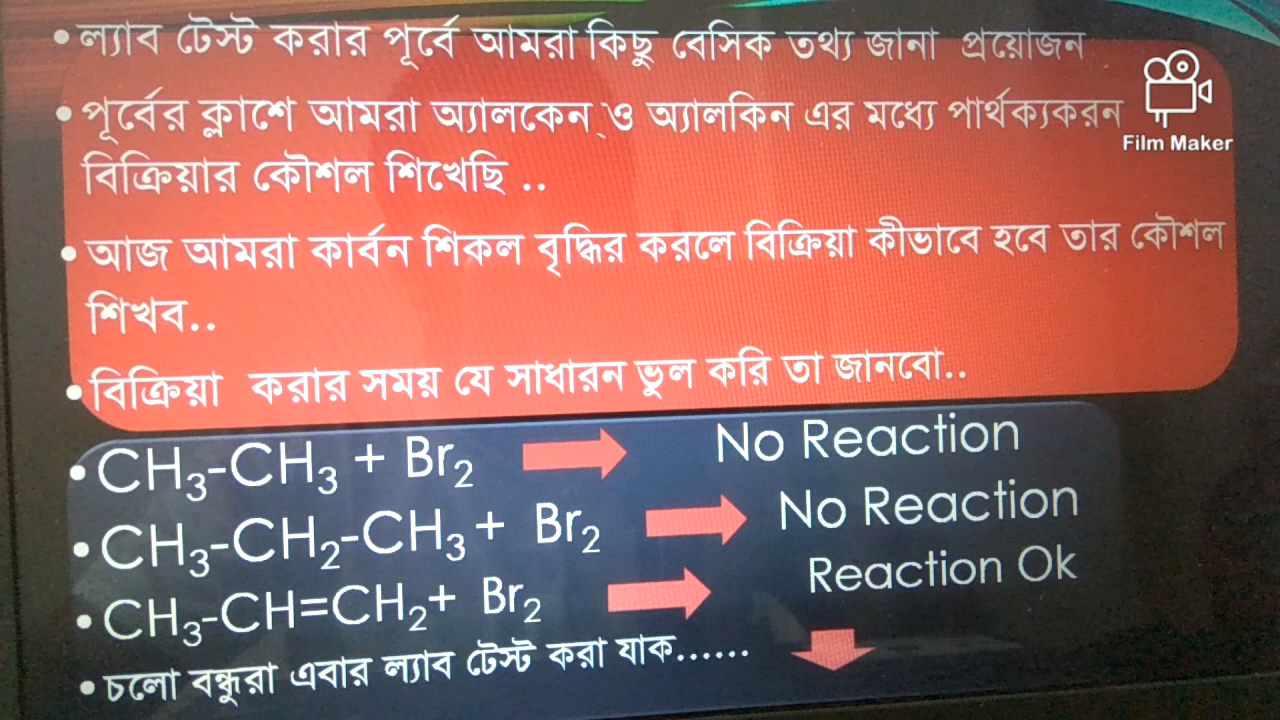 • ল্যাব টেস্ট করার পূর্বে আমরা কিছু বেসিক তথ্য জানা প্রয়োজন
• পূর্বের ক্লাশে আমরা অ্যালকেন ও অ্যালকিন এর মধ্যে পার্থক্যকরন
Film Maker
বিক্রিয়ার কৌশল শিখেছি ..
• আজ আমরা কার্বন শিকল বৃদ্ধির করলে বিক্রিয়া কীভাবে হবে তার কৌশল
শিখব..
• বিক্রিয়া করার সময় যে সাধারন ভুল করি তা জানবো..
• CH₃-CH₃ + Br₂ ➡ No Reaction
• CH₃-CH₂-CH₃ + Br₂ ➡ No Reaction
• CH₃-CH=CH₂ + Br₂ ➡ Reaction Ok
• চলো বন্ধুরা এবার ল্যাব টেস্ট করা যাক......